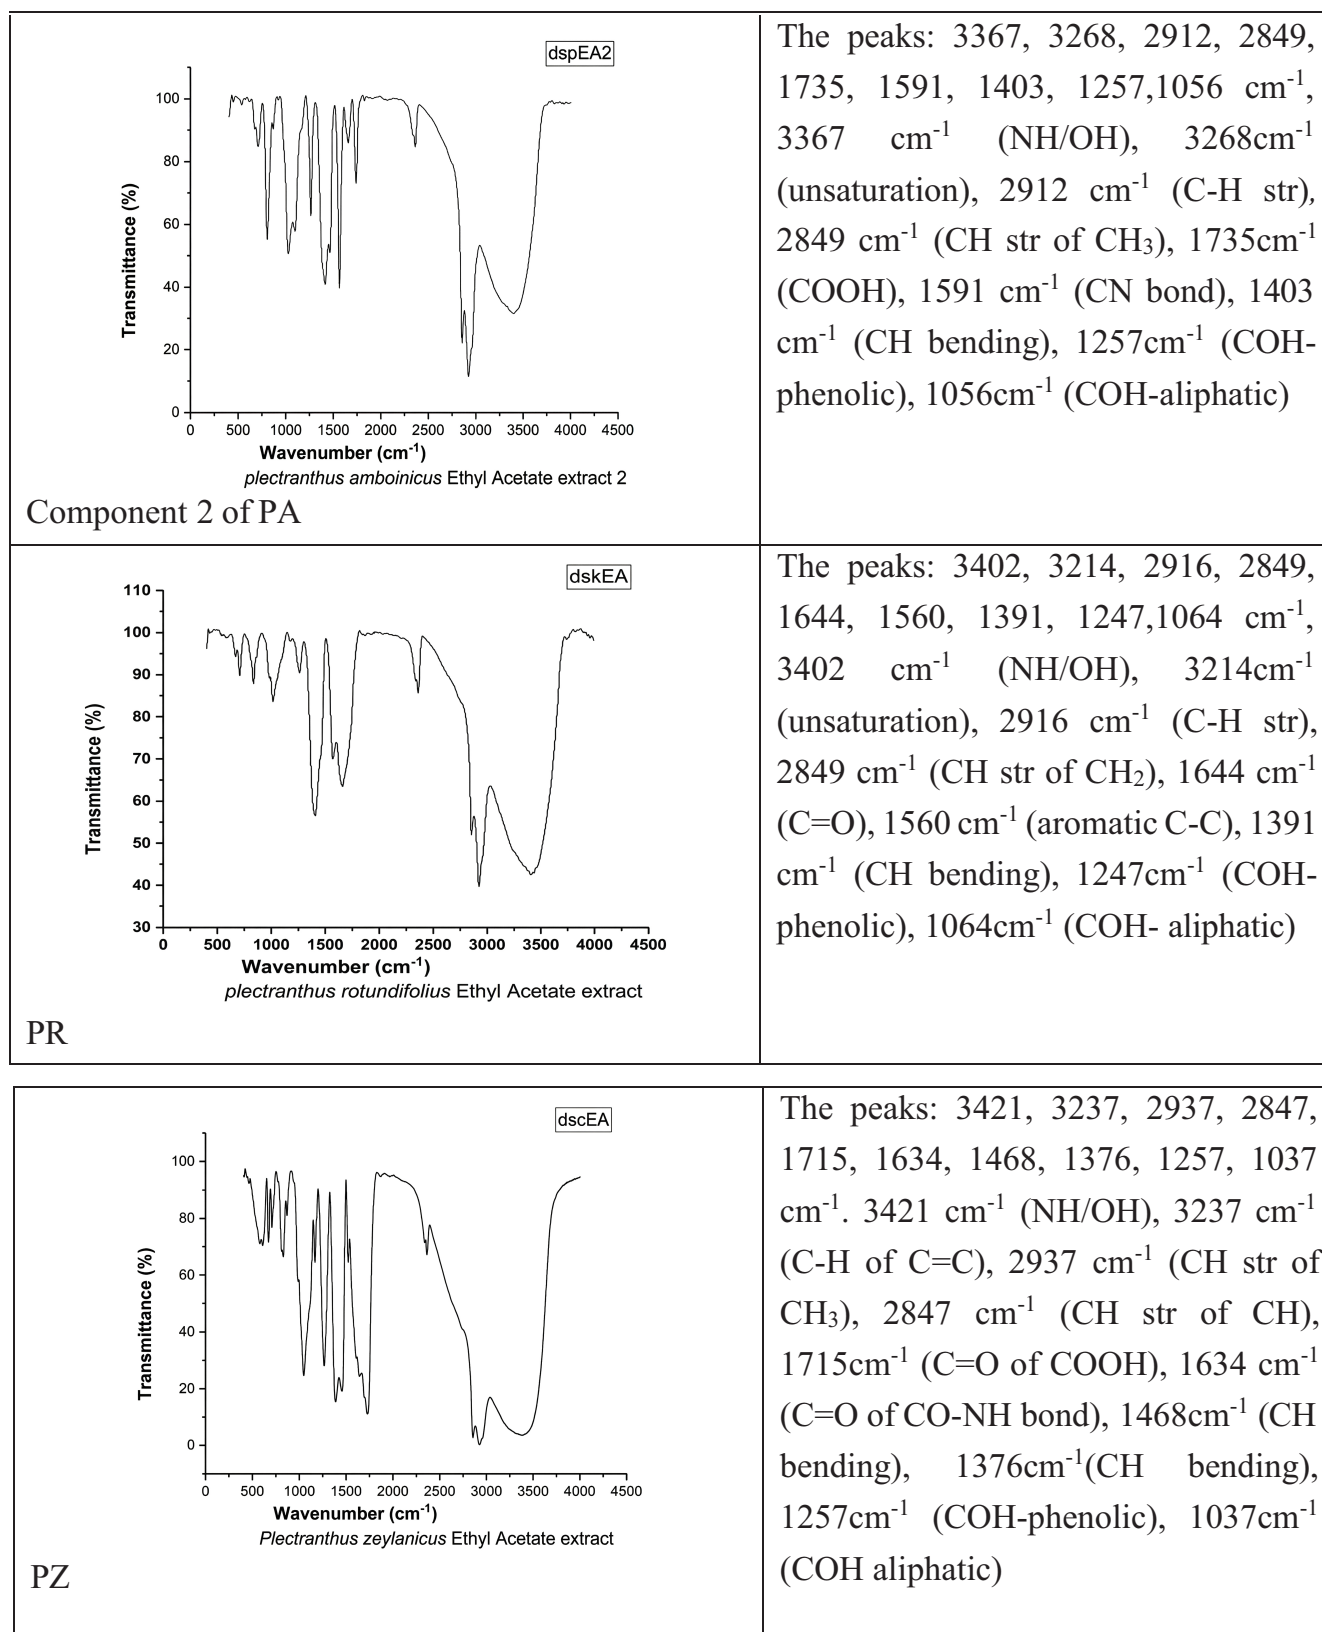 dspEA2
100
80
60
40
20
0
Transmittance (%)
0 500 1000 1500 2000 2500 3000 3500 4000 4500
Wavenumber (cm-1)
plectranthus amboinicus Ethyl Acetate extract 2
Component 2 of PA
The peaks: 3367, 3268, 2912, 2849,
1735, 1591, 1403, 1257,1056 cm-1,
3367 cm-1 (NH/OH), 3268cm-1
(unsaturation), 2912 cm-1 (C-H str),
2849 cm-1 (CH str of CH3), 1735cm-1
(COOH), 1591 cm-1 (CN bond), 1403
cm-1 (CH bending), 1257cm-1 (COH-
phenolic), 1056cm-1 (COH-aliphatic)
dskEA
110
100
90
80
70
60
50
40
30
Transmittance (%)
0 500 1000 1500 2000 2500 3000 3500 4000 4500
Wavenumber (cm-1)
plectranthus rotundifolius Ethyl Acetate extract
PR
The peaks: 3402, 3214, 2916, 2849,
1644, 1560, 1391, 1247,1064 cm-1,
3402 cm-1 (NH/OH), 3214cm-1
(unsaturation), 2916 cm-1 (C-H str),
2849 cm-1 (CH str of CH2), 1644 cm-1
(C=O), 1560 cm-1 (aromatic C-C), 1391
cm-1 (CH bending), 1247cm-1 (COH-
phenolic), 1064cm-1 (COH- aliphatic)
dscEA
100
80
60
40
20
0
Transmittance (%)
0 500 1000 1500 2000 2500 3000 3500 4000 4500
Wavenumber (cm-1)
Plectranthus zeylanicus Ethyl Acetate extract
PZ
The peaks: 3421, 3237, 2937, 2847,
1715, 1634, 1468, 1376, 1257, 1037
cm-1. 3421 cm-1 (NH/OH), 3237 cm-1
(C-H of C=C), 2937 cm-1 (CH str of
CH3), 2847 cm-1 (CH str of CH),
1715cm-1 (C=O of COOH), 1634 cm-1
(C=O of CO-NH bond), 1468cm-1 (CH
bending), 1376cm-1(CH bending),
1257cm-1 (COH-phenolic), 1037cm-1
(COH aliphatic)